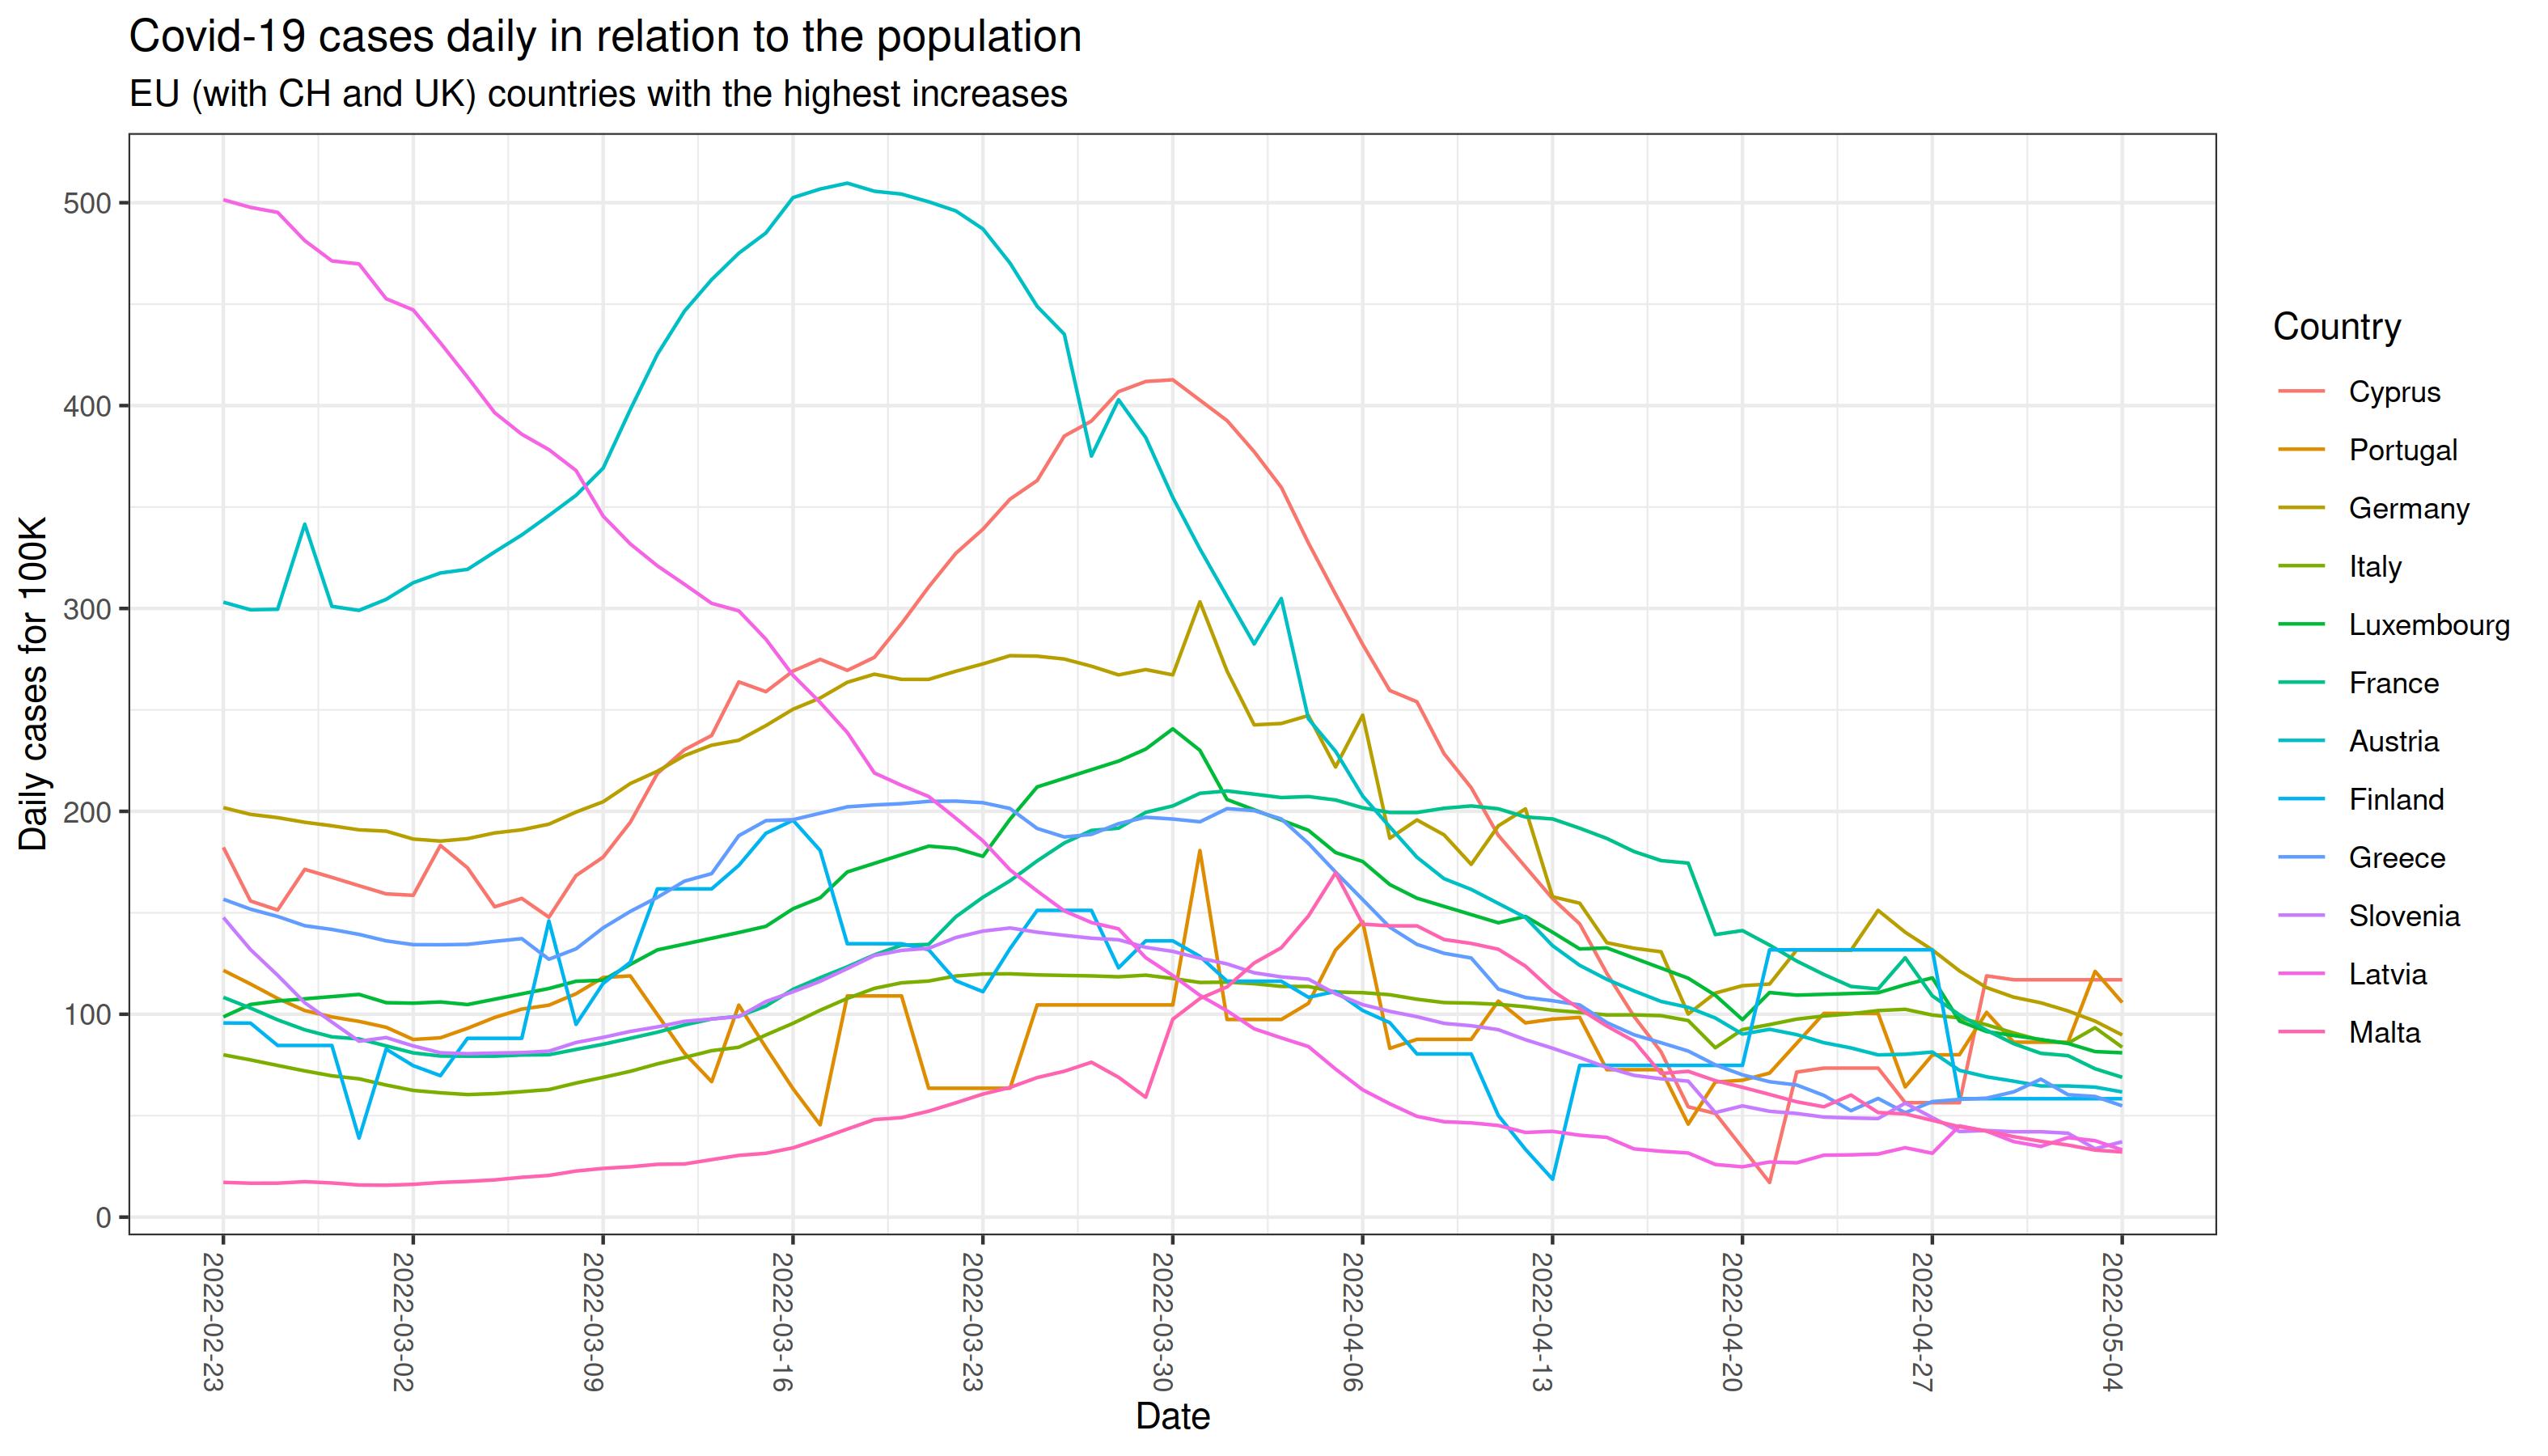 Covid-19 cases daily in relation to the population
EU (with CH and UK) countries with the highest increases
Daily cases for 100K
500
400
300
200
100
0
2022-02-23
2022-03-02
2022-03-09
2022-03-16
2022-03-23
2022-03-30
2022-04-06
2022-04-13
2022-04-20
2022-04-27
2022-05-04
Date
Country
Cyprus
Portugal
Germany
Italy
Luxembourg
France
Austria
Finland
Greece
Slovenia
Latvia
Malta